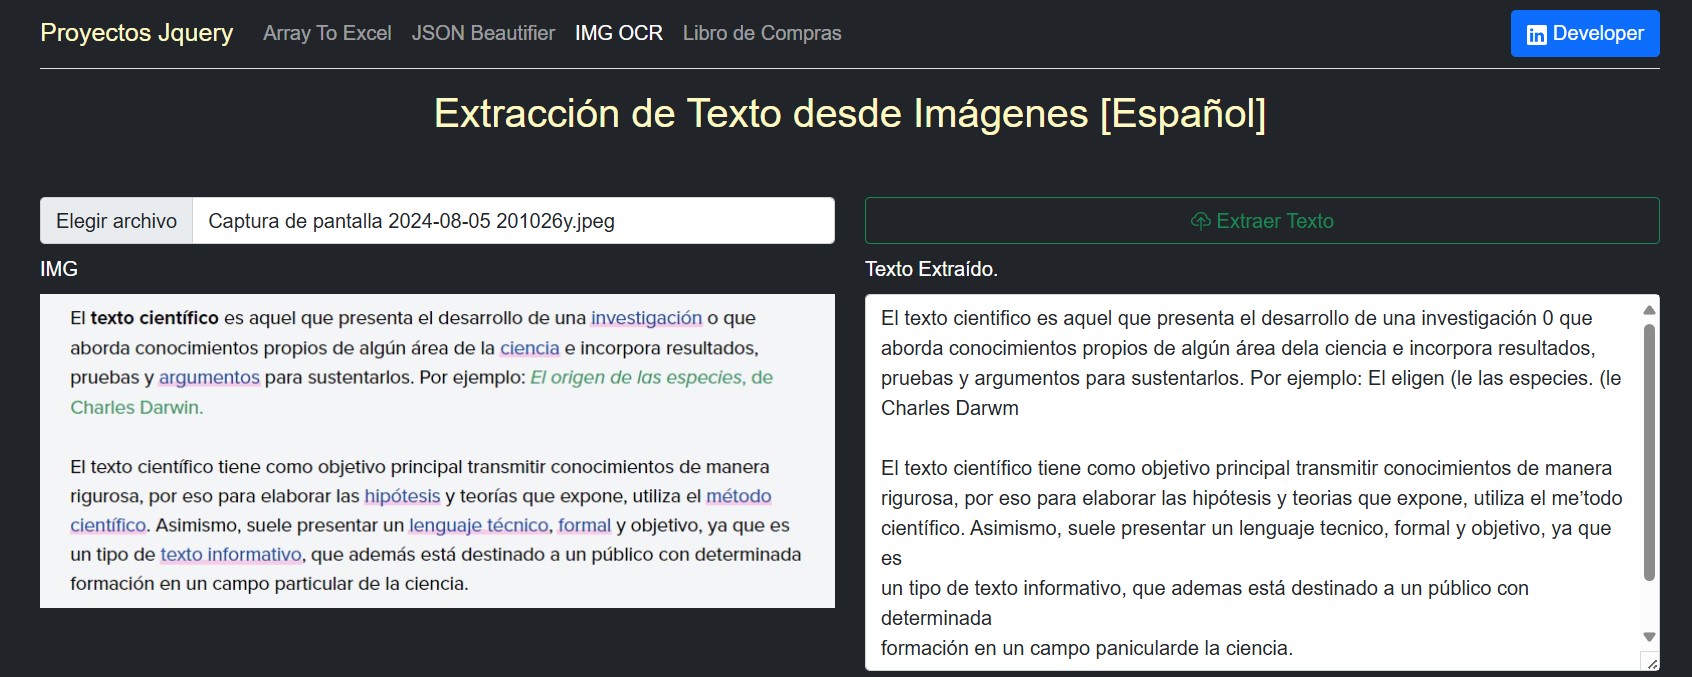 Proyectos Jquery Array To Excel JSON Beautifier IMG OCR Libro de Compras in Developer
Extracción de Texto desde Imágenes [Español]
Elegir archivo Captura de pantalla 2024-08-05 201026y.jpeg
Extraer Texto
IMG
El texto científico es aquel que presenta el desarrollo de una investigación o que
aborda conocimientos propios de algún área de la ciencia e incorpora resultados,
pruebas y argumentos para sustentarlos. Por ejemplo: El origen de las especies, de
Charles Darwin.
El texto científico tiene como objetivo principal transmitir conocimientos de manera
rigurosa, por eso para elaborar las hipótesis y teorías que expone, utiliza el método
científico. Asimismo, suele presentar un lenguaje técnico, formal y objetivo, ya que es
un tipo de texto informativo, que además está destinado a un público con determinada
formación en un campo particular de la ciencia.
Texto Extraído.
El texto cientifico es aquel que presenta el desarrollo de una investigación 0 que
aborda conocimientos propios de algún área dela ciencia e incorpora resultados,
pruebas y argumentos para sustentarlos. Por ejemplo: El eligen (le las especies. (le
Charles Darwm
El texto científico tiene como objetivo principal transmitir conocimientos de manera
rigurosa, por eso para elaborar las hipótesis y teorias que expone, utiliza el me’todo
científico. Asimismo, suele presentar un lenguaje tecnico, formal y objetivo, ya que
es
un tipo de texto informativo, que ademas está destinado a un público con
determinada
formación en un campo panicularde la ciencia.